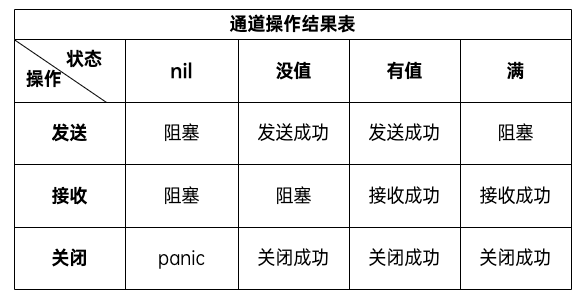 通道操作结果表
状态
操作
nil 没值 有值 满
发送 阻塞 发送成功 发送成功 阻塞
接收 阻塞 阻塞 接收成功 接收成功
关闭 panic 关闭成功 关闭成功 关闭成功